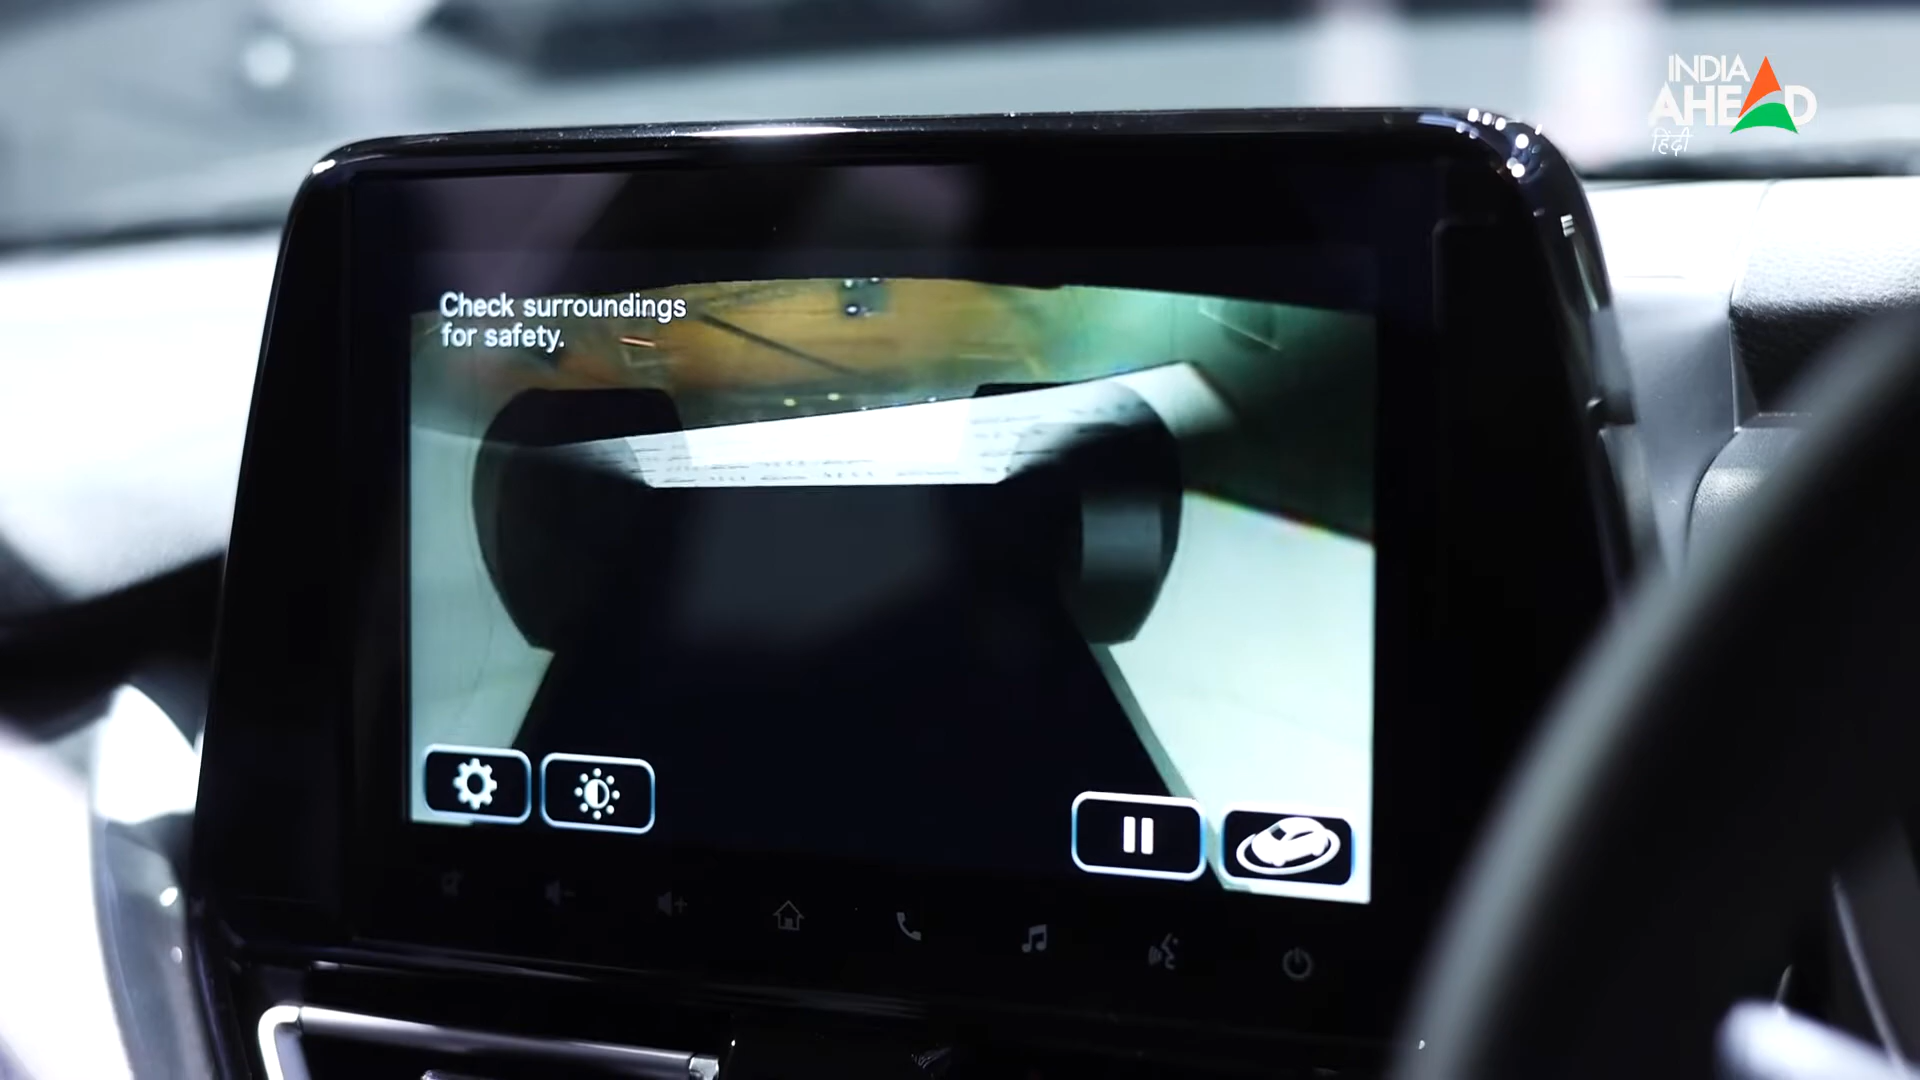 INDIA
AHEAD
हिंदी
Check surroundings
for safety.